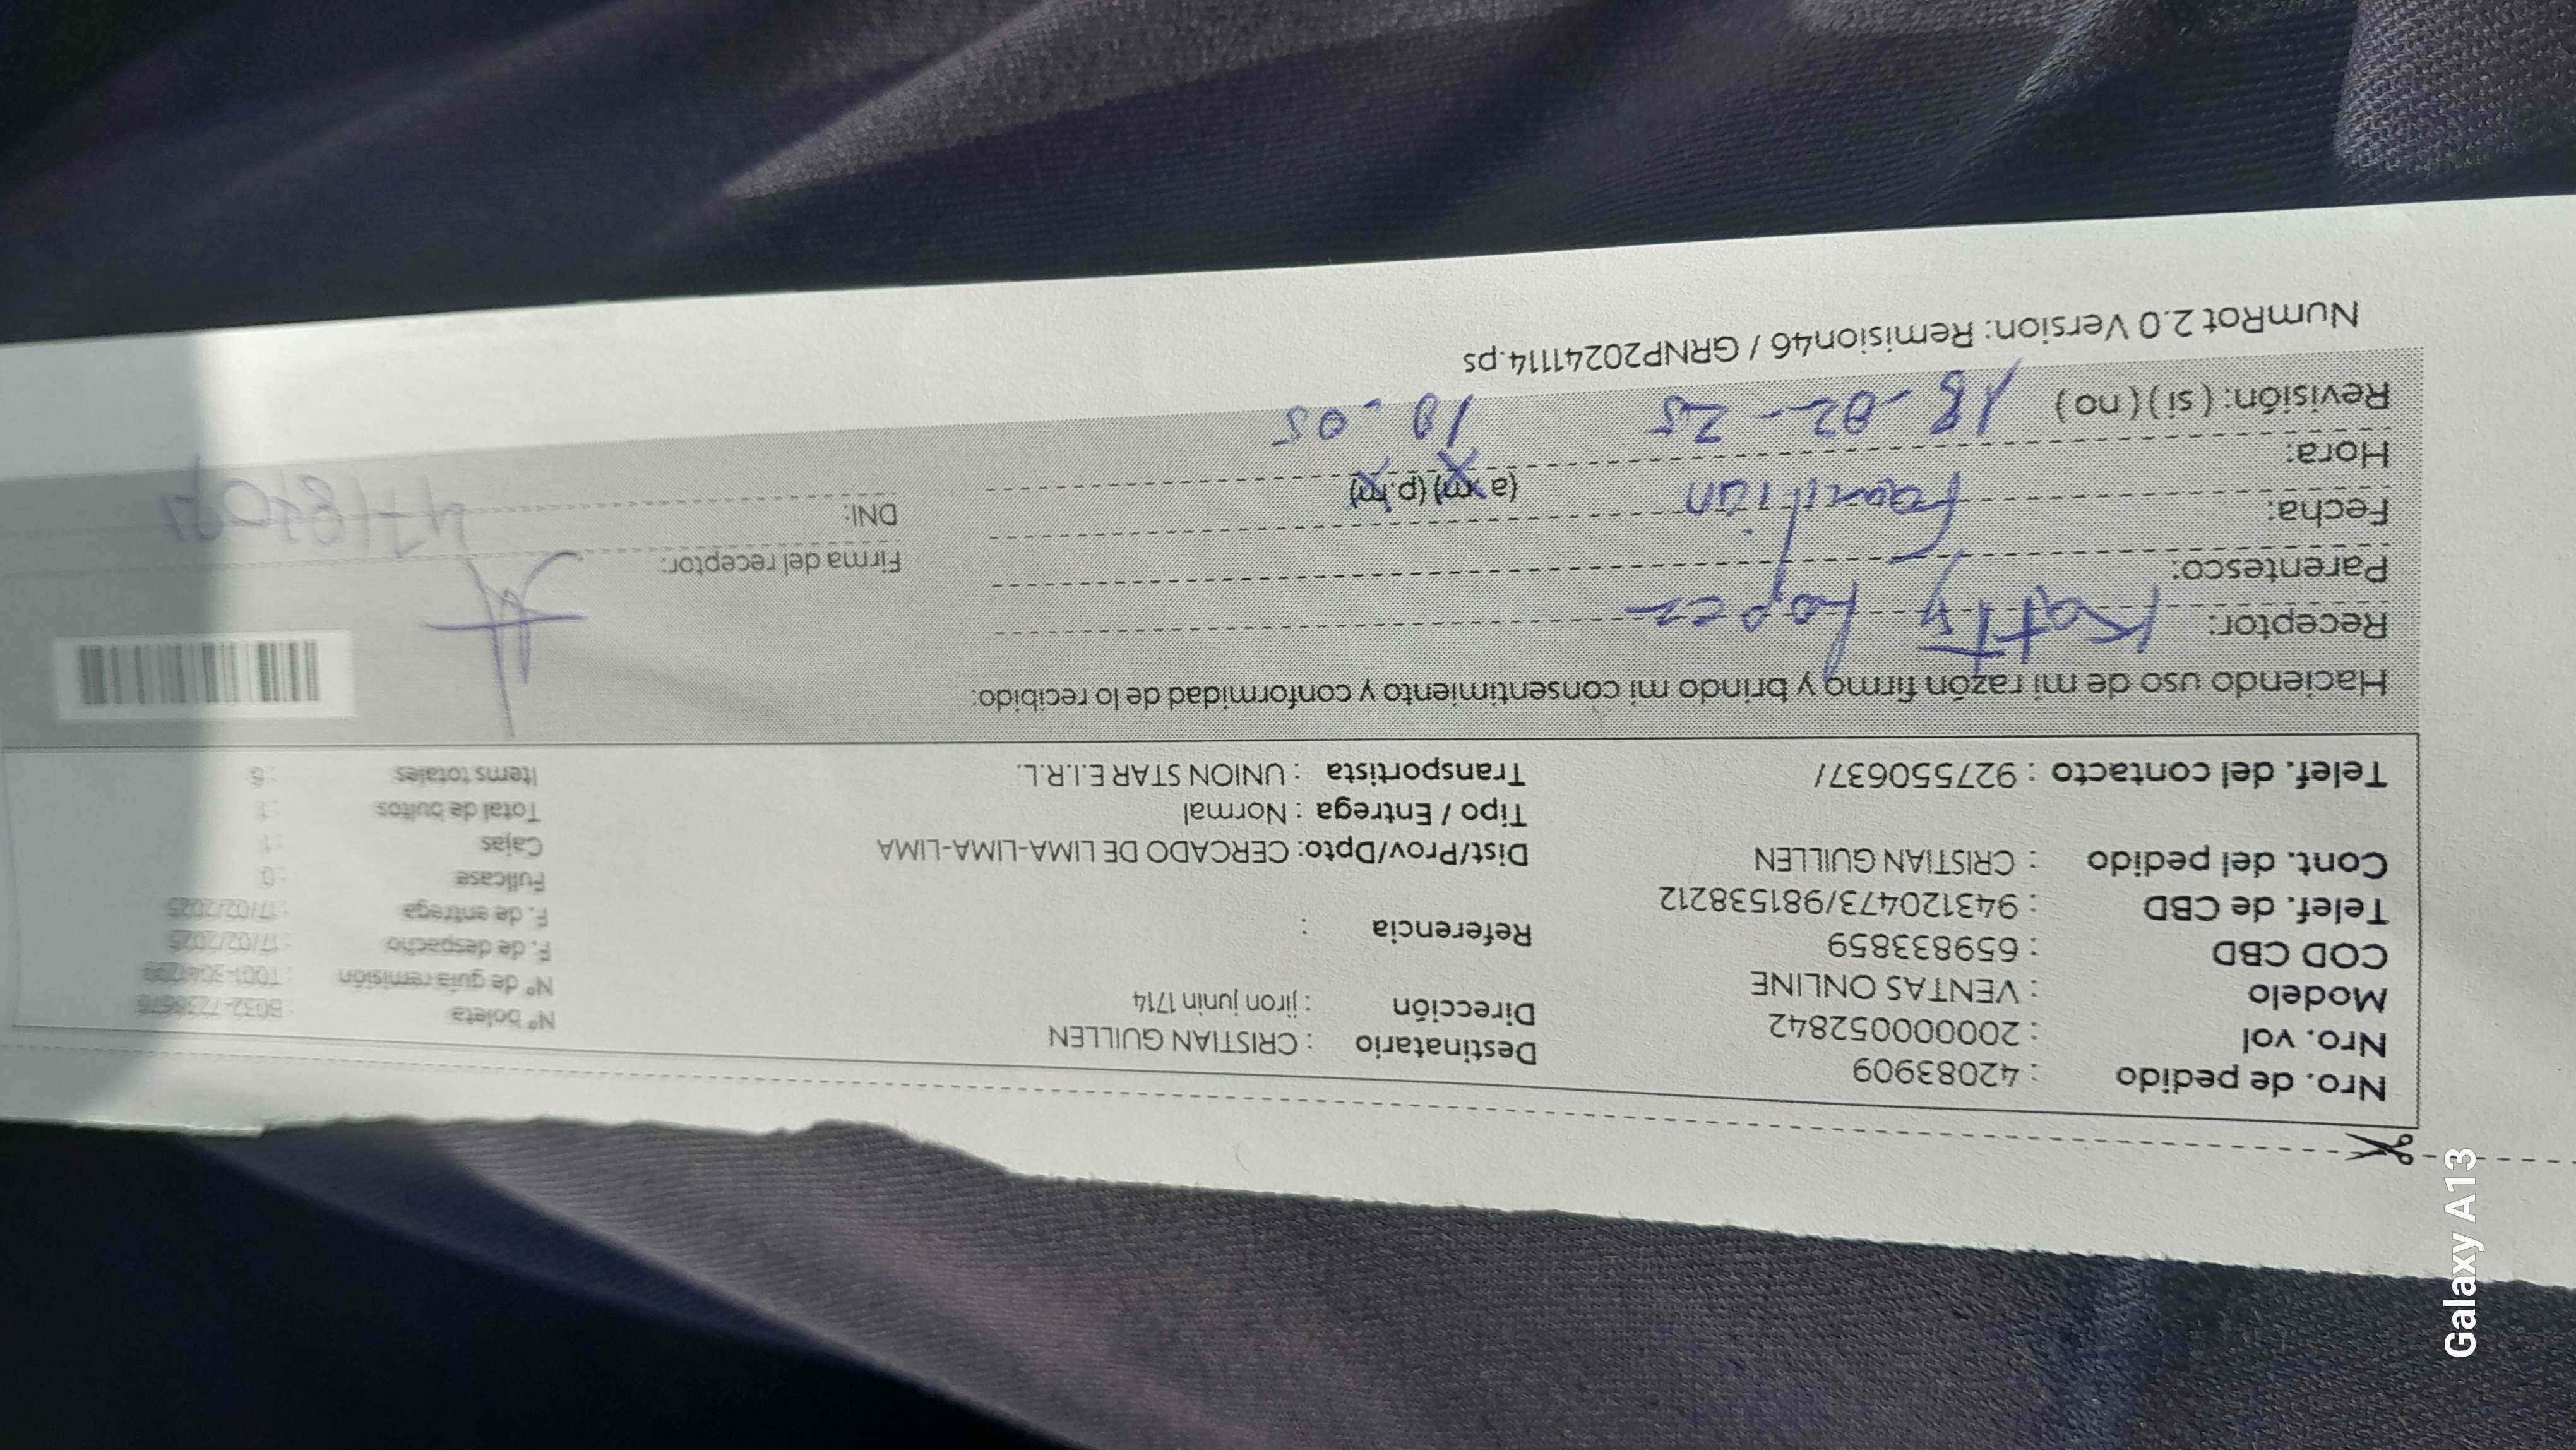 Nro. de pedido : 42083909
Nro. vol : 20000052842
Modelo : VENTAS ONLINE
COD CBD : 659833859
Telef. de CBD : 943120473/981538212
Cont. del pedido : CRISTIAN GUILLEN
Telef. del contacto : 927550637/
Destinatario : CRISTIAN GUILLEN
Dirección : jiron junin 1714
Referencia :
Dist/Prov/Dpto: CERCADO DE LIMA-LIMA-LIMA
Tipo / Entrega : Normal
Transportista : UNION STAR E.I.R.L.
N° boleta
N° de guía remisión
F. de despacho : 17/02/2025
F. de entrega : 17/02/2025
Fullcase : 0
Cajas : 1
Total de bultos : 1
Items totales : 6
Haciendo uso de mi razón firmo y brindo mi consentimiento y conformidad de lo recibido:
Receptor: Katty Lopez
Parentesco: Familiar
Fecha:
Hora: (a.m) (p.m)
Revisión: (si) (no) 18-02-25 10-05
Firma del receptor:
DNI:
NumRot 2.0 Version: Remision46 / GRNP20241114.ps
Galaxy A13